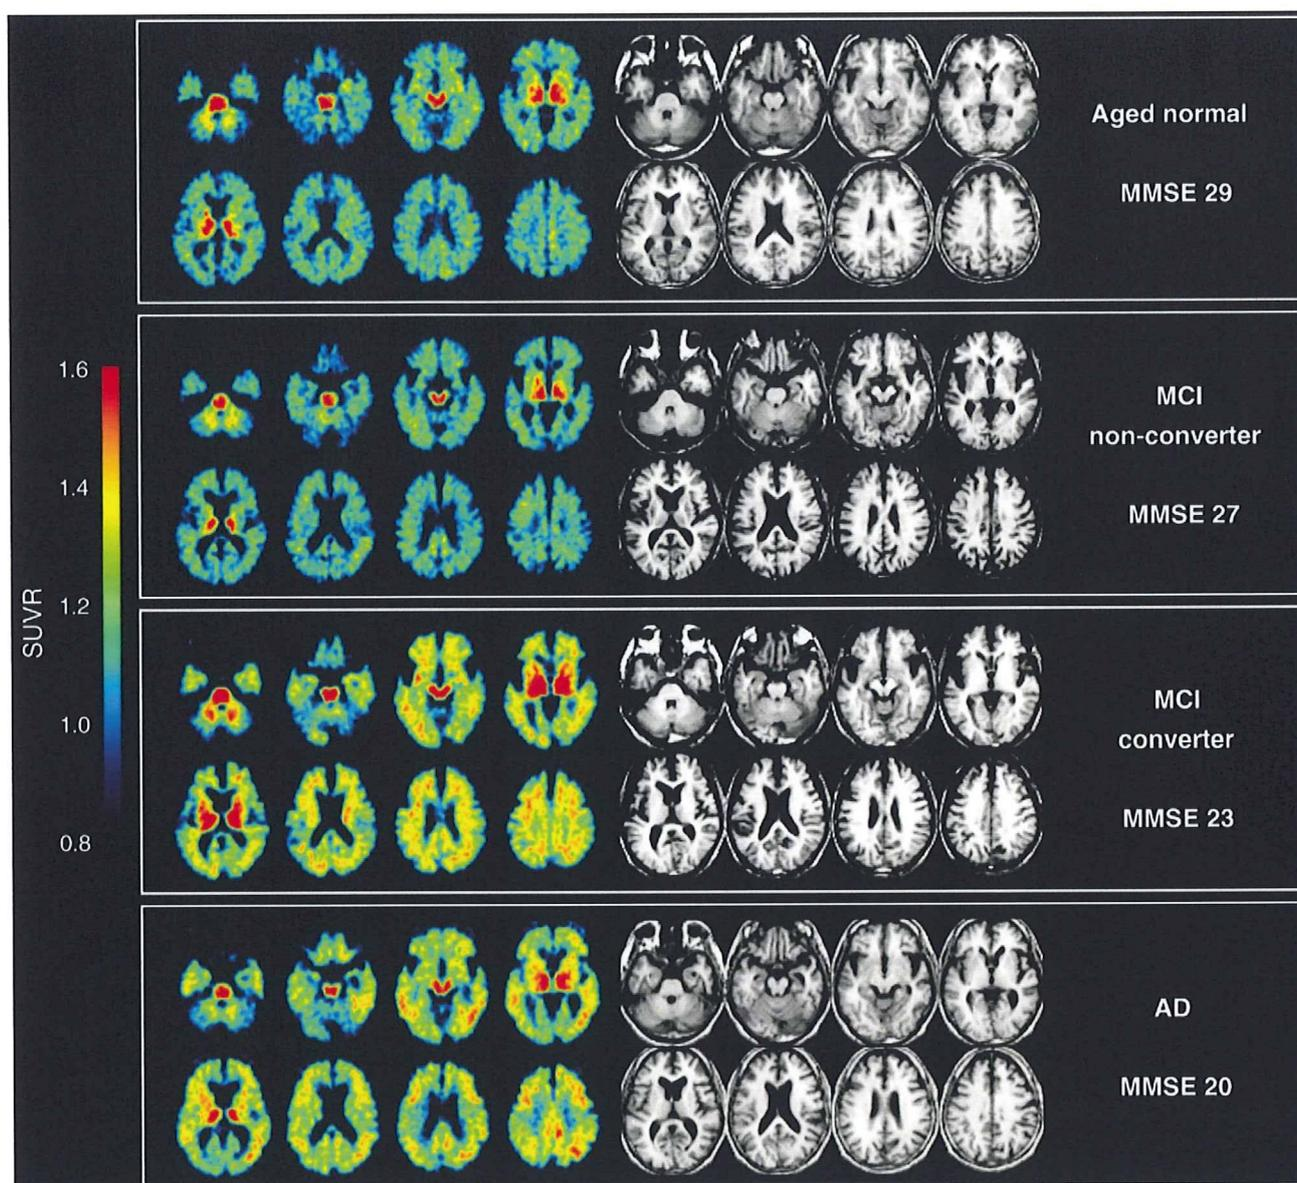 Aged normal
MMSE 29
MCI
non-converter
MMSE 27
1.6
1.4
1.2
1.0
0.8
SUVR
MCI
converter
MMSE 23
AD
MMSE 20